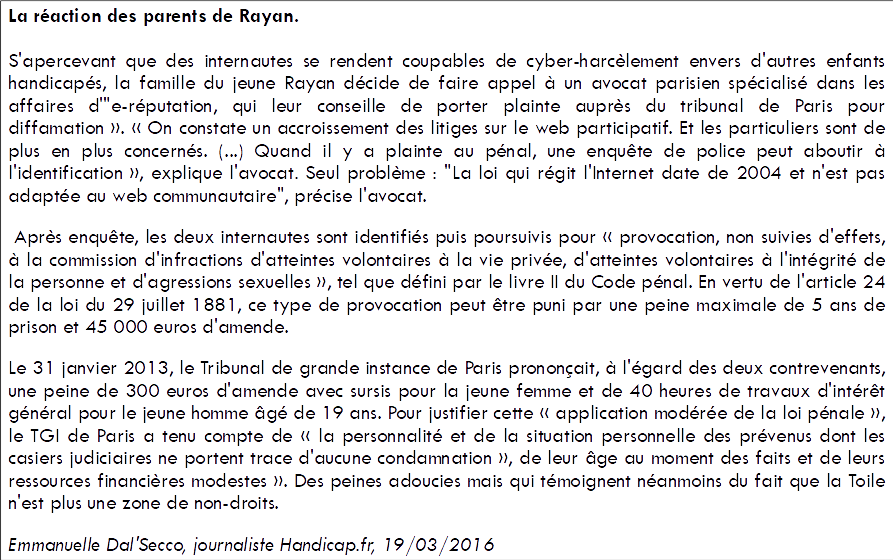 La réaction des parents de Rayan.
S'apercevant que des internautes se rendent coupables de cyber-harcèlement envers d'autres enfants
handicapés, la famille du jeune Rayan décide de faire appel à un avocat parisien spécialisé dans les
affaires d'"e-réputation, qui leur conseille de porter plainte auprès du tribunal de Paris pour
diffamation ». « On constate un accroissement des litiges sur le web participatif. Et les particuliers sont de
plus en plus concernés. (...) Quand il y a plainte au pénal, une enquête de police peut aboutir à
l'identification », explique l'avocat. Seul problème : "La loi qui régit l'Internet date de 2004 et n'est pas
adaptée au web communautaire", précise l'avocat.
Après enquête, les deux internautes sont identifiés puis poursuivis pour « provocation, non suivies d'effets,
à la commission d'infractions d'atteintes volontaires à la vie privée, d'atteintes volontaires à l'intégrité de
la personne et d'agressions sexuelles », tel que défini par le livre II du Code pénal. En vertu de l'article 24
de la loi du 29 juillet 1881, ce type de provocation peut être puni par une peine maximale de 5 ans de
prison et 45 000 euros d'amende.
Le 31 janvier 2013, le Tribunal de grande instance de Paris prononçait, à l'égard des deux contrevenants,
une peine de 300 euros d'amende avec sursis pour la jeune femme et de 40 heures de travaux d'intérêt
général pour le jeune homme âgé de 19 ans. Pour justifier cette « application modérée de la loi pénale »,
le TGI de Paris a tenu compte de « la personnalité et de la situation personnelle des prévenus dont les
casiers judiciaires ne portent trace d'aucune condamnation », de leur âge au moment des faits et de leurs
ressources financières modestes ». Des peines adoucies mais qui témoignent néanmoins du fait que la Toile
n'est plus une zone de non-droits.
Emmanuelle Dal'Secco, journaliste Handicap.fr, 19/03/2016